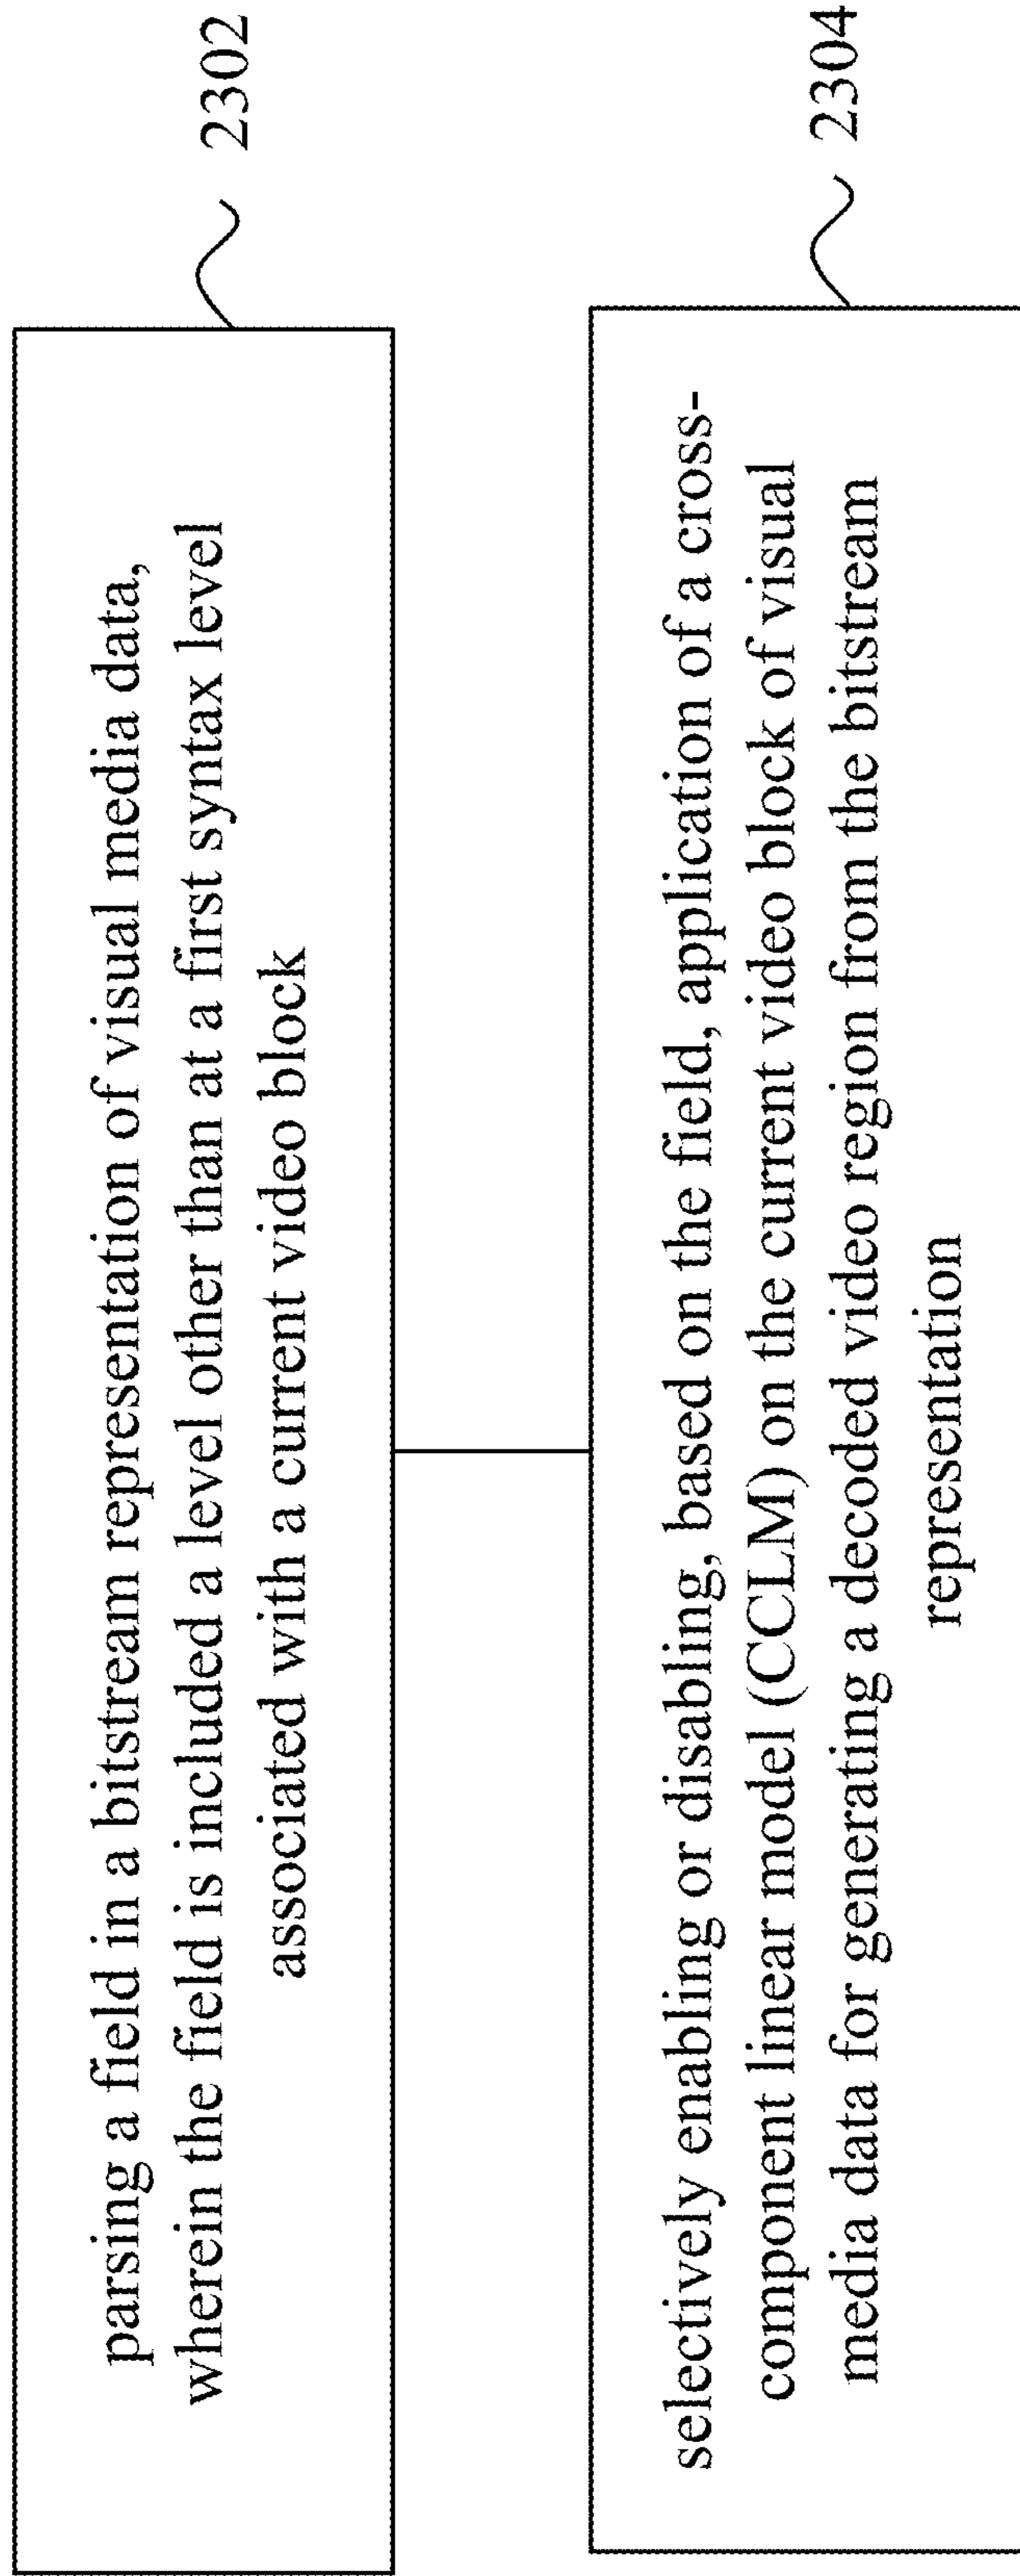 parsing a field in a bitstream representation of visual media data,
wherein the field is included a level other than at a first syntax level
associated with a current video block
2302
selectively enabling or disabling, based on the field, application of a cross-
component linear model (CCLM) on the current video block of visual
media data for generating a decoded video region from the bitstream
representation
2304